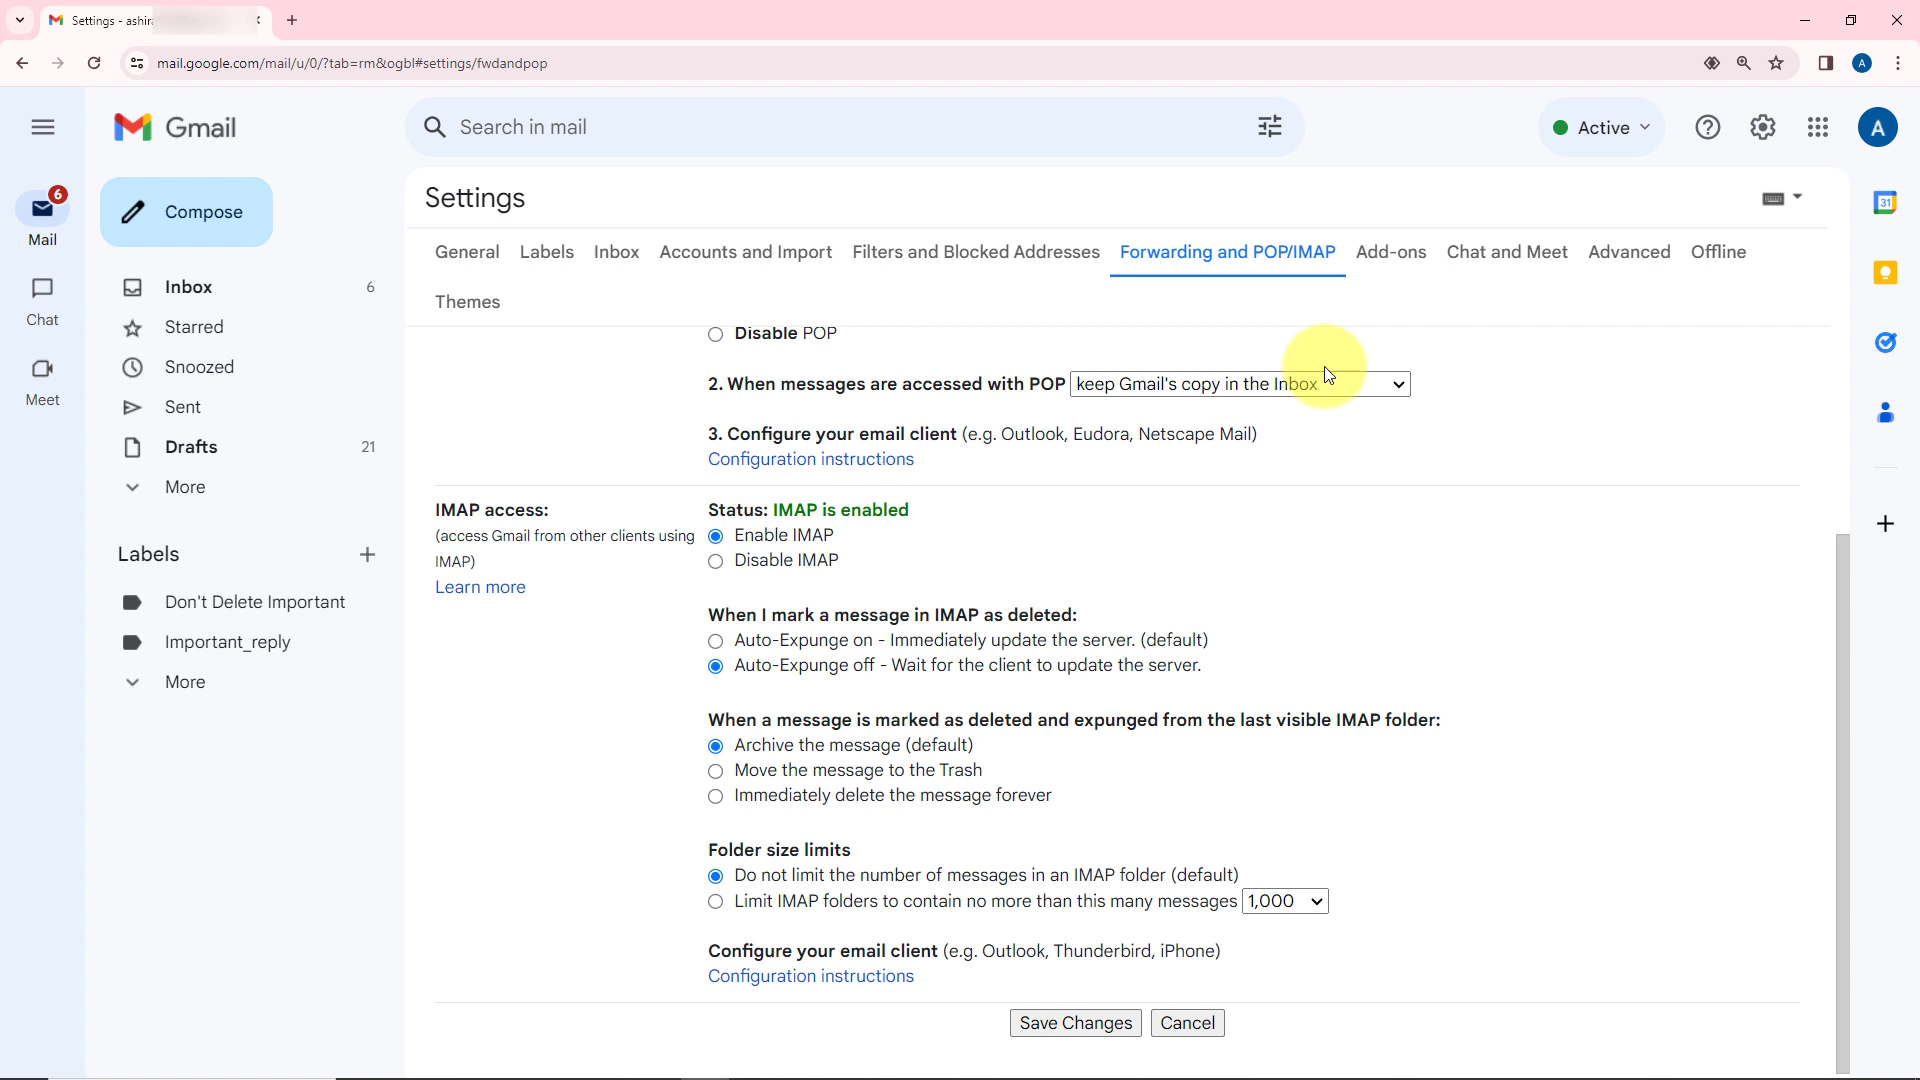 Settings - ashira
mail.google.com/mail/u/0/?tab=rm&ogbl#settings/fwdandpop
A
Gmail
Search in mail
Active
A
6
Mail
Chat
Meet
Compose
Inbox 6
Starred
Snoozed
Sent
Drafts 21
More
Labels
Don't Delete Important
Important_reply
More
Settings
General Labels Inbox Accounts and Import Filters and Blocked Addresses Forwarding and POP/IMAP Add-ons Chat and Meet Advanced Offline
Themes
Disable POP
2. When messages are accessed with POP keep Gmail's copy in the Inbox
3. Configure your email client (e.g. Outlook, Eudora, Netscape Mail)
Configuration instructions
IMAP access:
(access Gmail from other clients using
IMAP)
Learn more
Status: IMAP is enabled
Enable IMAP
Disable IMAP
When I mark a message in IMAP as deleted:
Auto-Expunge on - Immediately update the server. (default)
Auto-Expunge off - Wait for the client to update the server.
When a message is marked as deleted and expunged from the last visible IMAP folder:
Archive the message (default)
Move the message to the Trash
Immediately delete the message forever
Folder size limits
Do not limit the number of messages in an IMAP folder (default)
Limit IMAP folders to contain no more than this many messages 1,000
Configure your email client (e.g. Outlook, Thunderbird, iPhone)
Configuration instructions
Save Changes Cancel
31